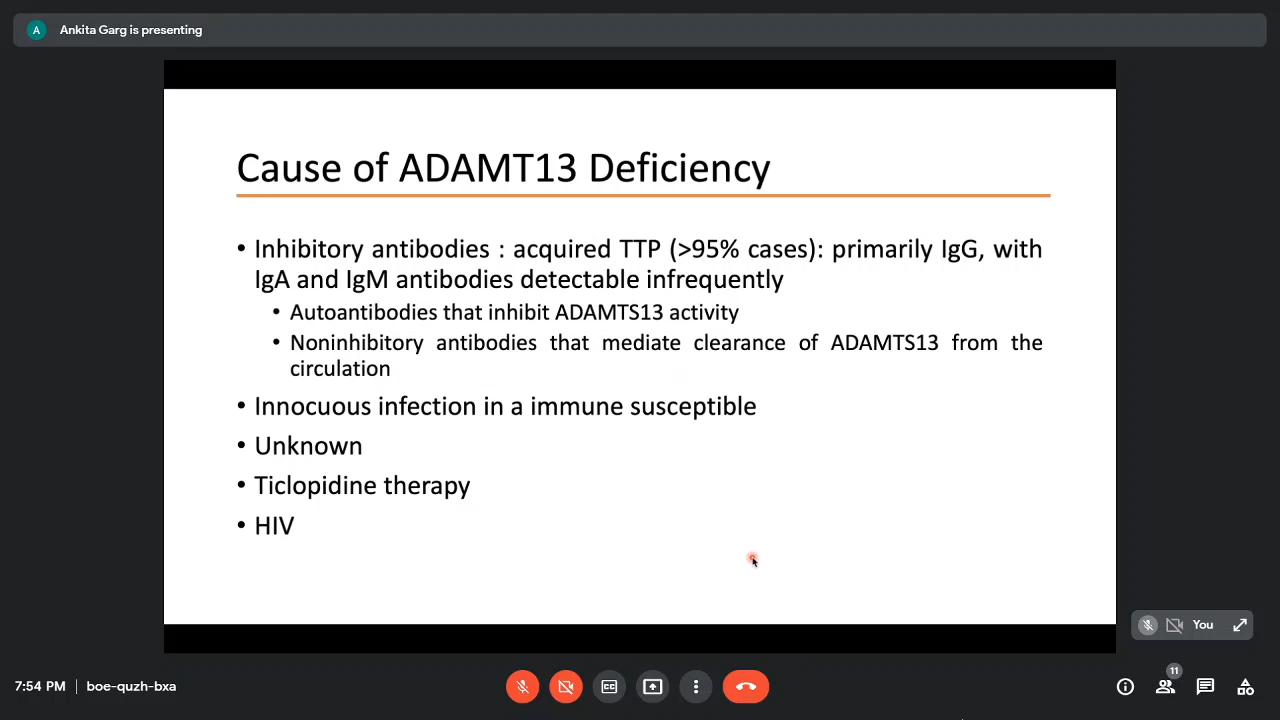 A Ankita Garg is presenting
Cause of ADAMT13 Deficiency
• Inhibitory antibodies : acquired TTP (>95% cases): primarily IgG, with
IgA and IgM antibodies detectable infrequently
• Autoantibodies that inhibit ADAMTS13 activity
• Noninhibitory antibodies that mediate clearance of ADAMTS13 from the
circulation
• Innocuous infection in a immune susceptible
• Unknown
• Ticlopidine therapy
• HIV
You
7:54 PM | boe-quzh-bxa
11